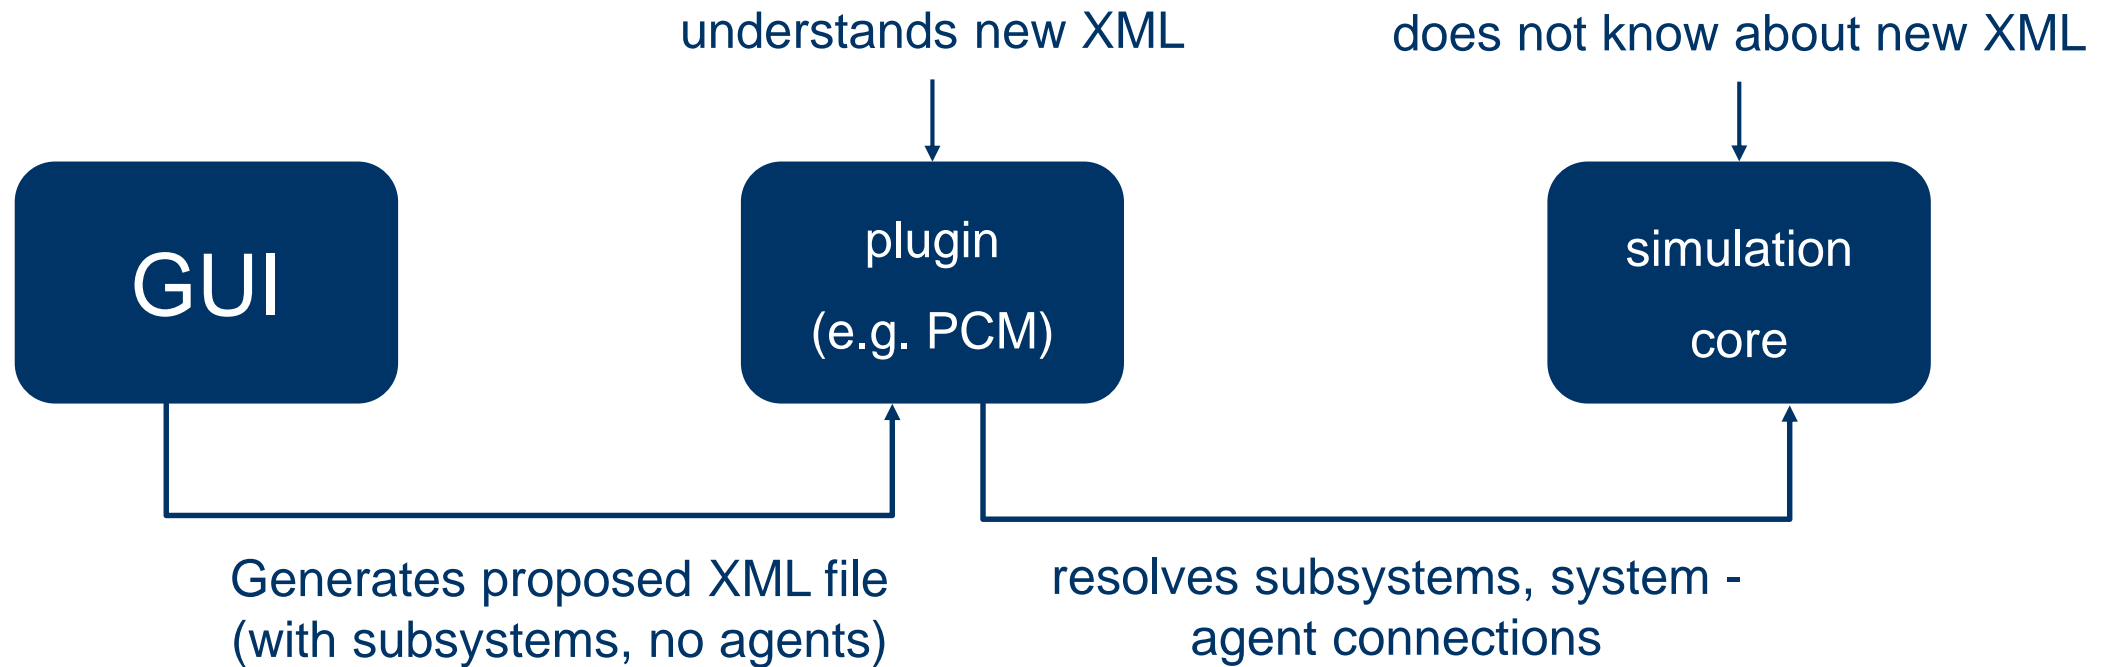 understands new XML
does not know about new XML
GUI
plugin
(e.g. PCM)
simulation
core
Generates proposed XML file
(with subsystems, no agents)
resolves subsystems, system -
agent connections